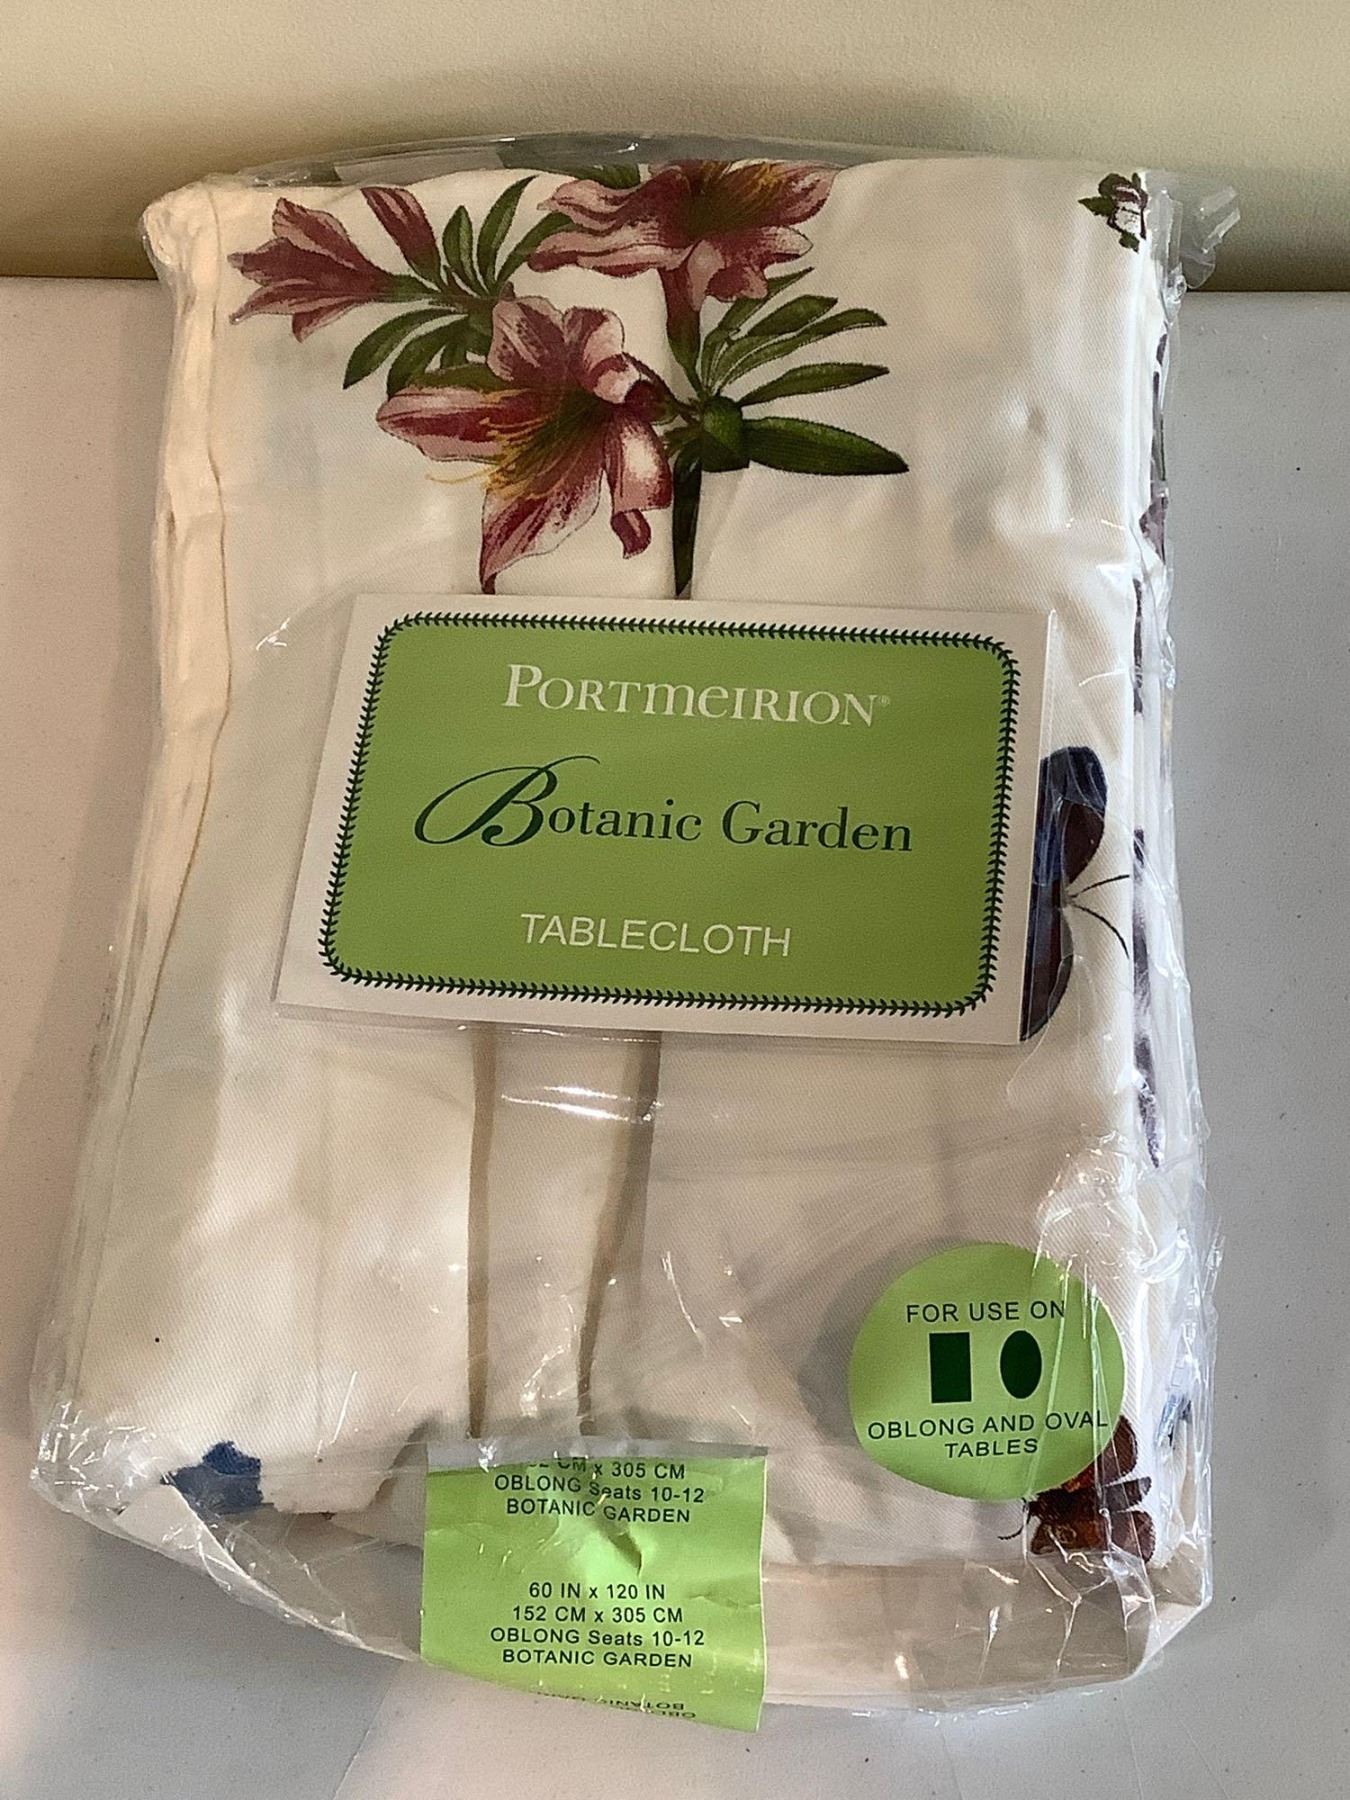 PORTMEIRION®
Botanic Garden
TABLECLOTH
FOR USE ON
OBLONG AND OVAL
TABLES
CM x 305 CM
OBLONG Seats 10-12
BOTANIC GARDEN
60 IN x 120 IN
152 CM x 305 CM
OBLONG Seats 10-12
BOTANIC GARDEN